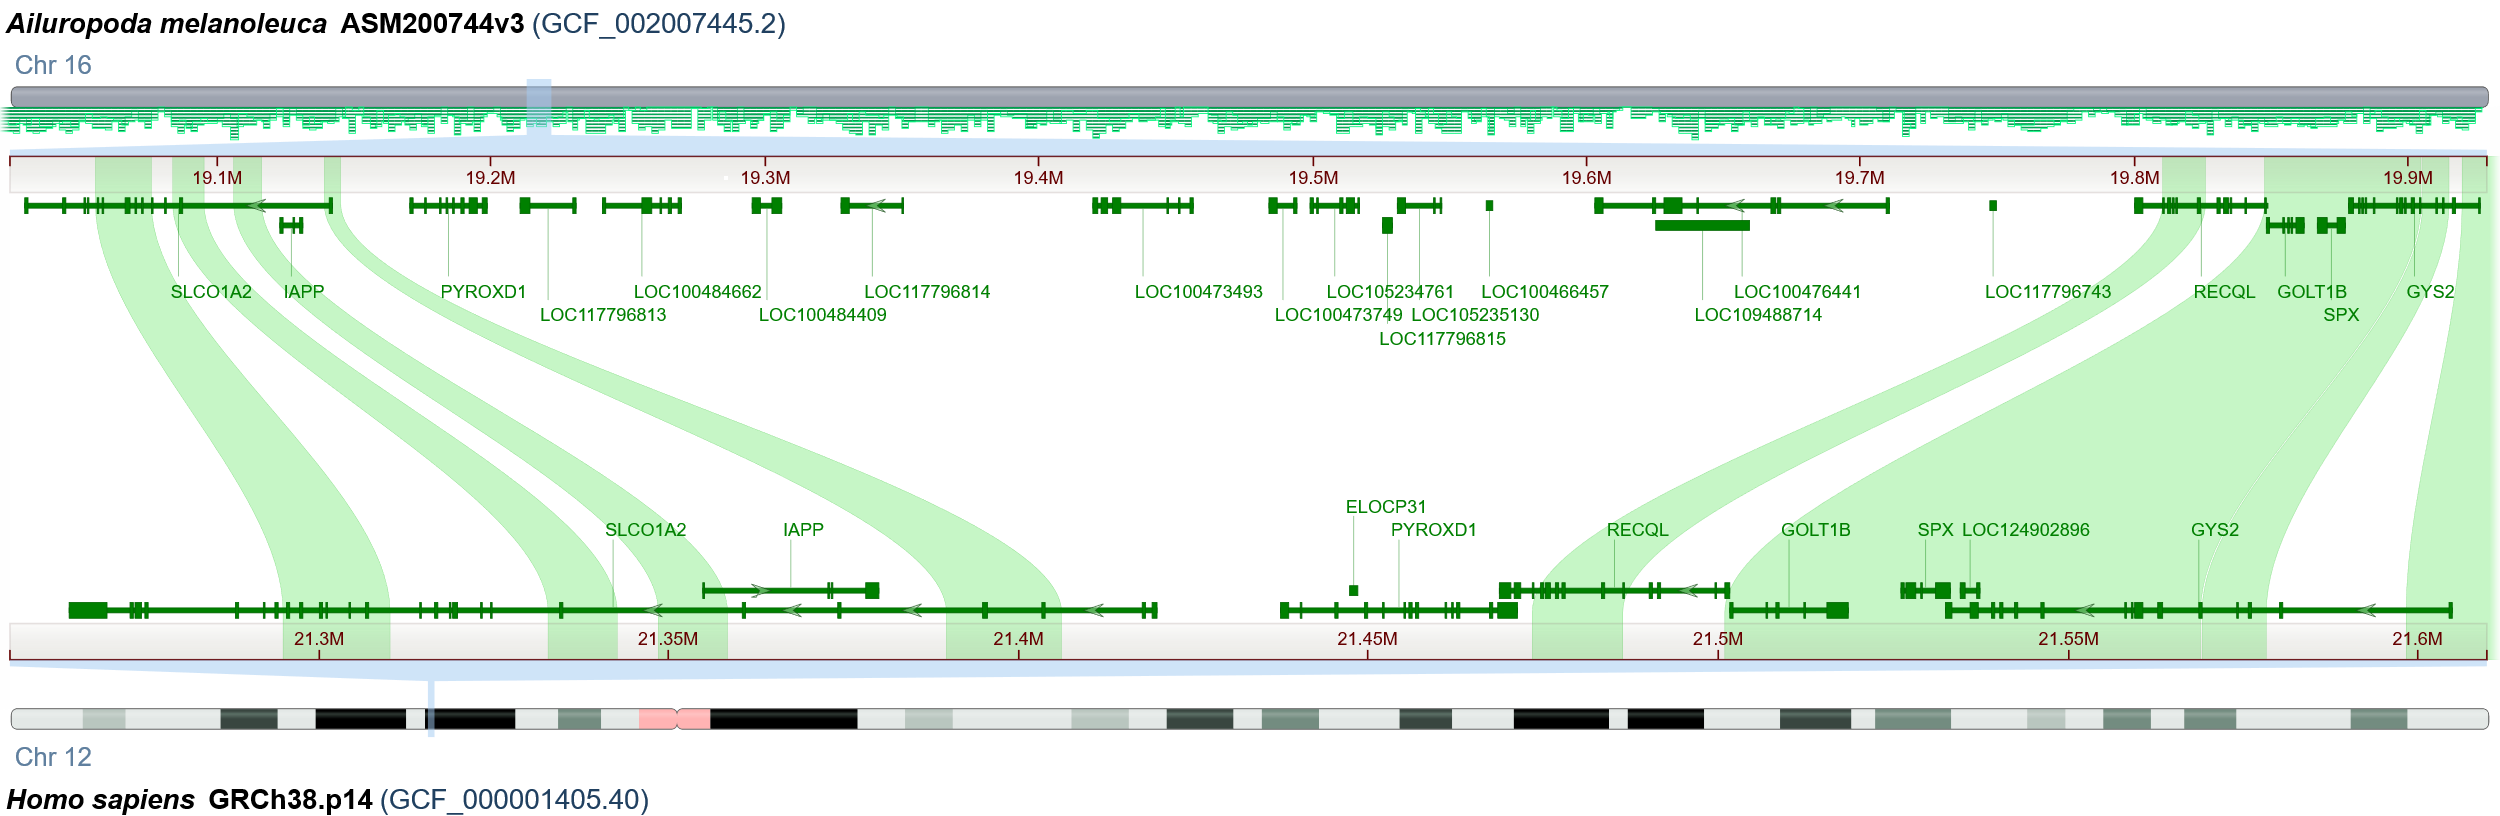 Ailuropoda melanoleuca ASM200744v3 (GCF_002007445.2)
Chr 16
19.1M 19.2M 19.3M 19.4M 19.5M 19.6M 19.7M 19.8M 19.9M
SLCO1A2 IAPP PYROXD1 LOC100484662 LOC117796814 LOC100473493 LOC105234761 LOC100466457 LOC100476441 LOC117796743 RECQL GOLT1B GYS2
LOC117796813 LOC100484409 LOC100473749 LOC105235130 LOC109488714 SPX
LOC117796815
ELOCP31
SLCO1A2 IAPP PYROXD1 RECQL GOLT1B SPX LOC124902896 GYS2
21.3M 21.35M 21.4M 21.45M 21.5M 21.55M 21.6M
Chr 12
Homo sapiens GRCh38.p14 (GCF_000001405.40)